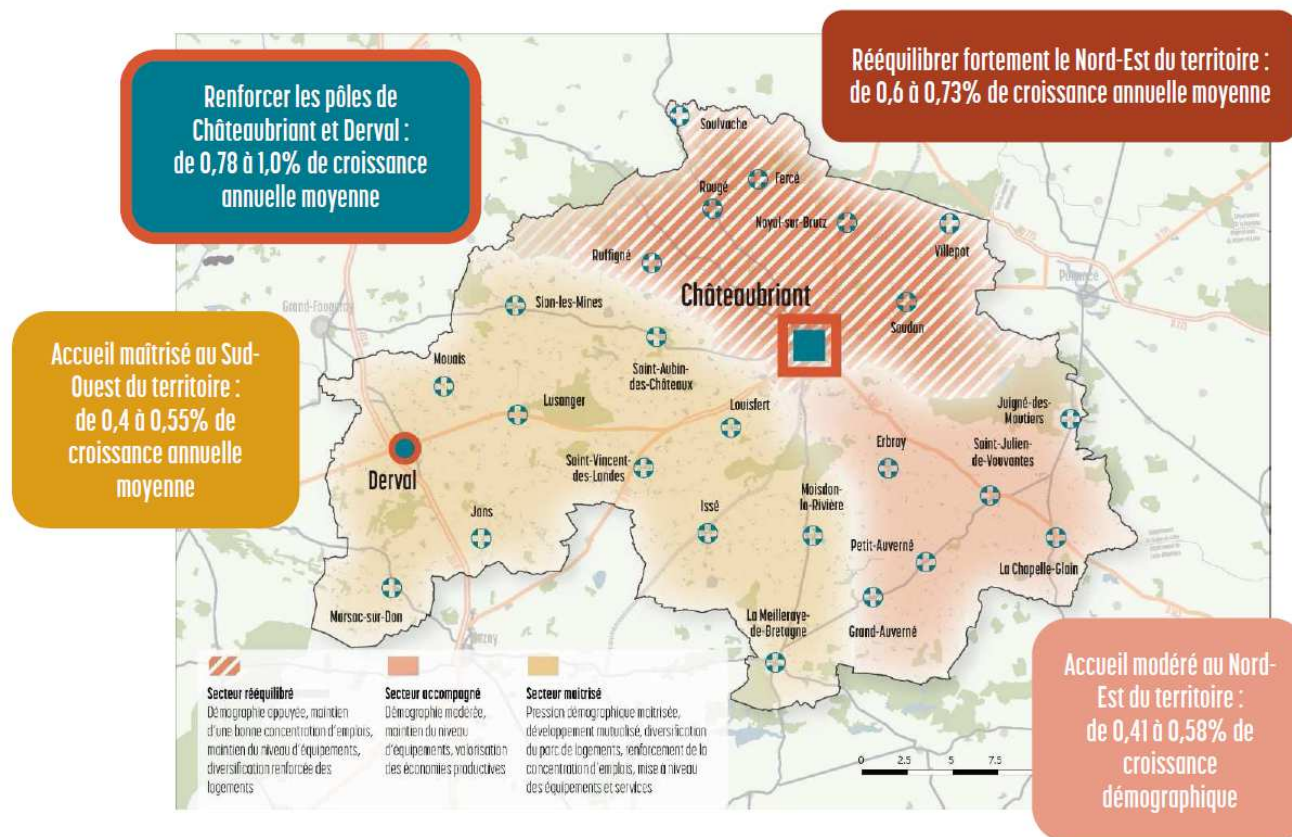 Renforcer les pôles de
Châteaubriant et Derval :
de 0,78 à 1,0% de croissance
annuelle moyenne
Rééquilibrer fortement le Nord-Est du territoire :
de 0,6 à 0,73% de croissance annuelle moyenne
Accueil maîtrisé au Sud-
Ouest du territoire :
de 0,4 à 0,55% de
croissance annuelle
moyenne
Soulvache
Fercé
Rougé
Noyal-sur-Brutz
Villepot
Ruffigné
Châteaubriant
Pouancé
Grand-Fougeray
Sion-les-Mines
Soudan
Mouais
Saint-Aubin-
des-Châteaux
Lusanger
Louisfert
Juigné-des-
Moutiers
Erbray
Saint-Julien-
de-Vouvantes
Derval
Saint-Vincent-
des-Landes
Moisdon-
la-Rivière
Issé
Jans
Petit-Auverné
La Chapelle-Glain
Marsac-sur-Don
La Meilleraye-
de-Bretagne
Grand-Auverné
Accueil modéré au Nord-
Est du territoire :
de 0,41 à 0,58% de
croissance
démographique
Secteur rééquilibré
Démographie appuyée, maintien
d'une bonne concentration d'emplois,
maintien du niveau d'équipements,
diversification renforcée des
logements
Secteur accompagné
Démographie modérée,
maintien du niveau
d'équipements, valorisation
des économies productives
Secteur maitrisé
Pression démographique maitrisée,
développement mutualisé, diversification
du parc de logements, renforcement de la
concentration d'emplois, mise à niveau
des équipements et services
0 2.5 5 7.5